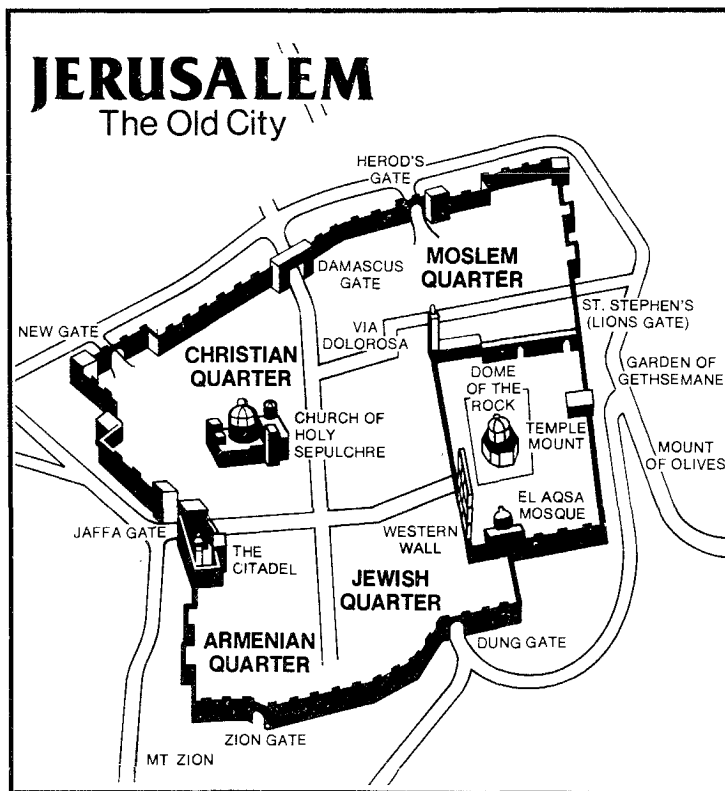 JERUSALEM
The Old City
HEROD'S
GATE
MOSLEM
QUARTER
DAMASCUS
GATE
ST. STEPHEN'S
(LIONS GATE)
NEW GATE
VIA
DOLOROSA
CHRISTIAN
QUARTER
GARDEN OF
GETHSEMANE
DOME
OF THE
ROCK
CHURCH OF
HOLY
SEPULCHRE
TEMPLE
MOUNT
MOUNT
OF OLIVES
EL AQSA
MOSQUE
JAFFA GATE
WESTERN
WALL
THE
CITADEL
JEWISH
QUARTER
ARMENIAN
QUARTER
DUNG GATE
ZION GATE
MT ZION